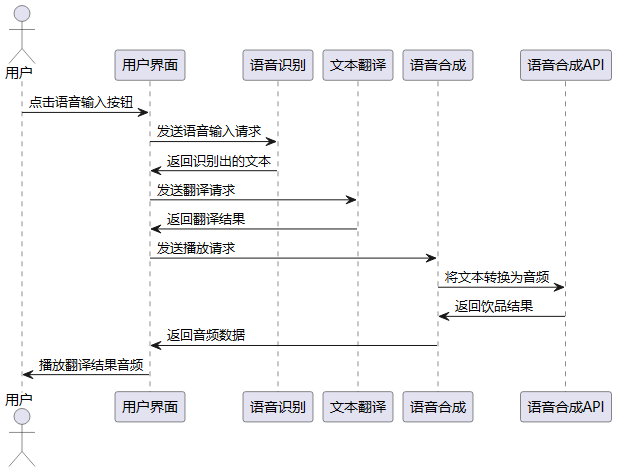 用户
用户界面
语音识别
文本翻译
语音合成
语音合成API
点击语音输入按钮
发送语音输入请求
返回识别出的文本
发送翻译请求
返回翻译结果
发送播放请求
将文本转换为音频
返回饮品结果
返回音频数据
播放翻译结果音频
用户
用户界面
语音识别
文本翻译
语音合成
语音合成API